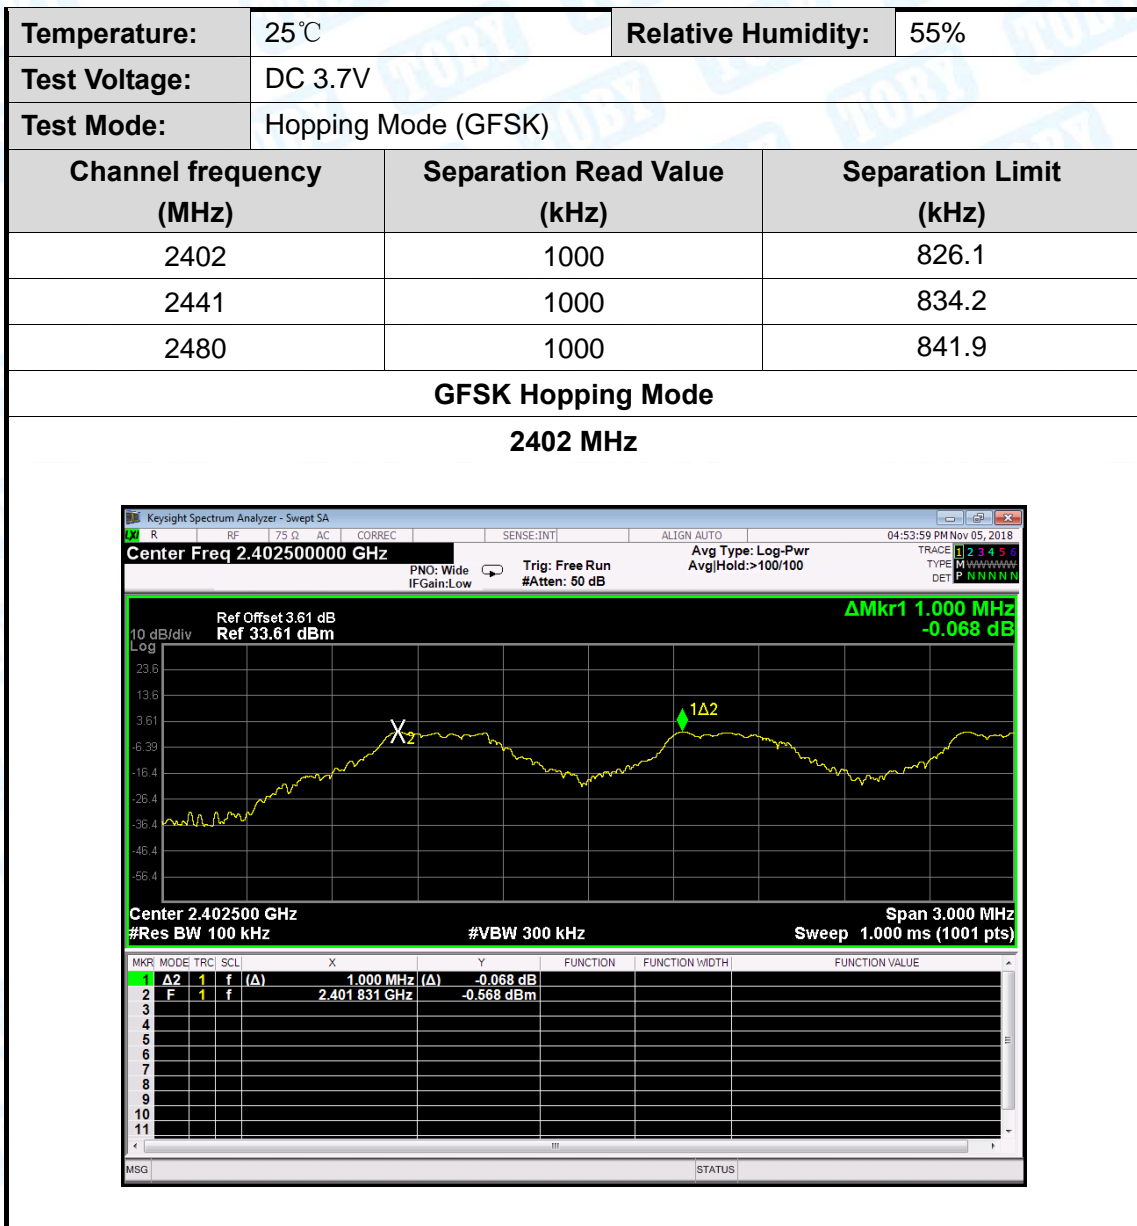 Temperature: 25℃ Relative Humidity: 55%
Test Voltage: DC 3.7V
Test Mode: Hopping Mode (GFSK)
Channel frequency Separation Read Value Separation Limit
(MHz) (kHz) (kHz)
2402 1000 826.1
2441 1000 834.2
2480 1000 841.9
GFSK Hopping Mode
2402 MHz
Keysight Spectrum Analyzer - Swept SA
LXI R RF 75 Ω AC CORREC SENSE:INT ALIGN AUTO 04:53:59 PM Nov 05, 2018
Center Freq 2.402500000 GHz Avg Type: Log-Pwr TRACE 1 2 3 4 5 6
PNO: Wide Trig: Free Run Avg|Hold:>100/100 TYPE M WWWWW
IFGain:Low #Atten: 50 dB DET P N N N N N
ΔMkr1 1.000 MHz
Ref Offset 3.61 dB
10 dB/div Ref 33.61 dBm -0.068 dB
Log
23.6
13.6
3.61
1Δ2
2
-6.39
-16.4
-26.4
-36.4
-46.4
-56.4
Center 2.402500 GHz Span 3.000 MHz
#Res BW 100 kHz #VBW 300 kHz Sweep 1.000 ms (1001 pts)
MKR MODE TRC SCL X Y FUNCTION FUNCTION WIDTH FUNCTION VALUE
1 Δ2 1 f (Δ) 1.000 MHz (Δ) -0.068 dB
2 F 1 f 2.401 831 GHz -0.568 dBm
3
4
5
6
7
8
9
10
11
MSG STATUS
TOBY